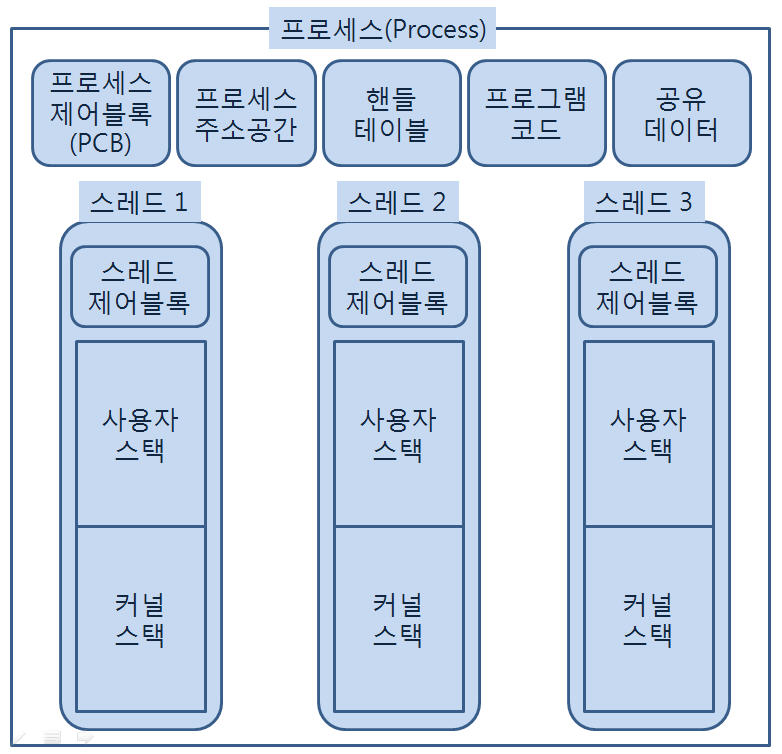 프로세스(Process)
프로세스
제어블록
(PCB)
프로세스
주소공간
핸들
테이블
프로그램
코드
공유
데이터
스레드 1
스레드
제어블록
사용자
스택
커널
스택
스레드 2
스레드
제어블록
사용자
스택
커널
스택
스레드 3
스레드
제어블록
사용자
스택
커널
스택